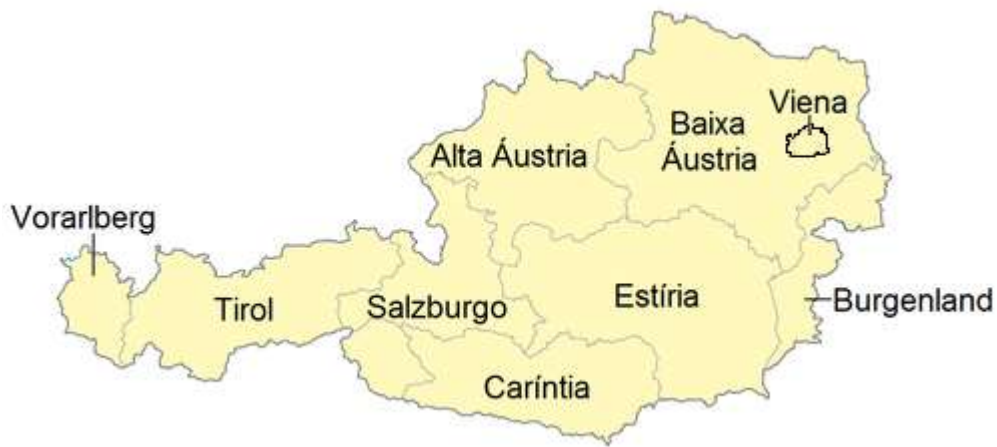 Viena
Baixa
Áustria
Alta Áustria
Vorarlberg
Tirol
Salzburgo
Estíria
Burgenland
Caríntia